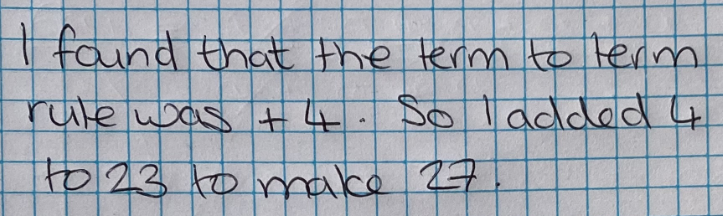 I found that the term to term
rule was + 4. So I added 4
to 23 to make 27.